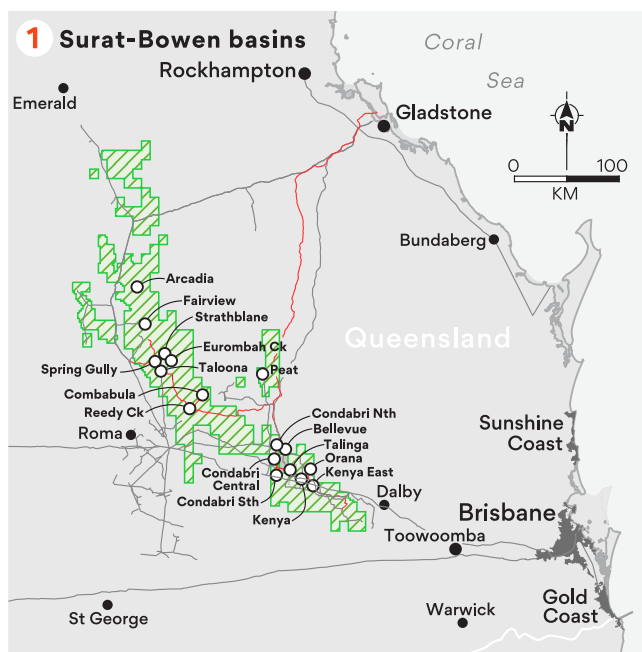 1 Surat-Bowen basins
Coral
Sea
Rockhampton
Emerald
Gladstone
N
0 100
KM
Bundaberg
Arcadia
Fairview
Strathblane
Queensland
Eurombah Ck
Spring Gully
Taloona
Peat
Combabula
Reedy Ck
Condabri Nth
Bellevue
Roma
Talinga
Sunshine
Coast
Orana
Condabri
Central
Kenya East
Condabri Sth
Kenya
Dalby
Brisbane
Toowoomba
St George
Warwick
Gold
Coast